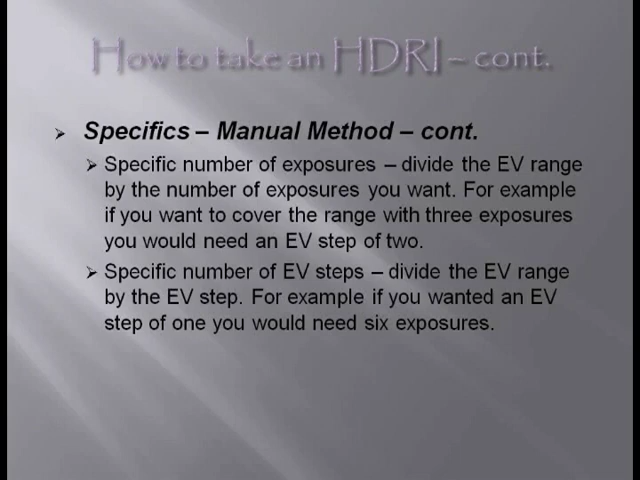 How to take an HDRI – cont.
Specifics – Manual Method – cont.
Specific number of exposures – divide the EV range
by the number of exposures you want. For example
if you want to cover the range with three exposures
you would need an EV step of two.
Specific number of EV steps – divide the EV range
by the EV step. For example if you wanted an EV
step of one you would need six exposures.